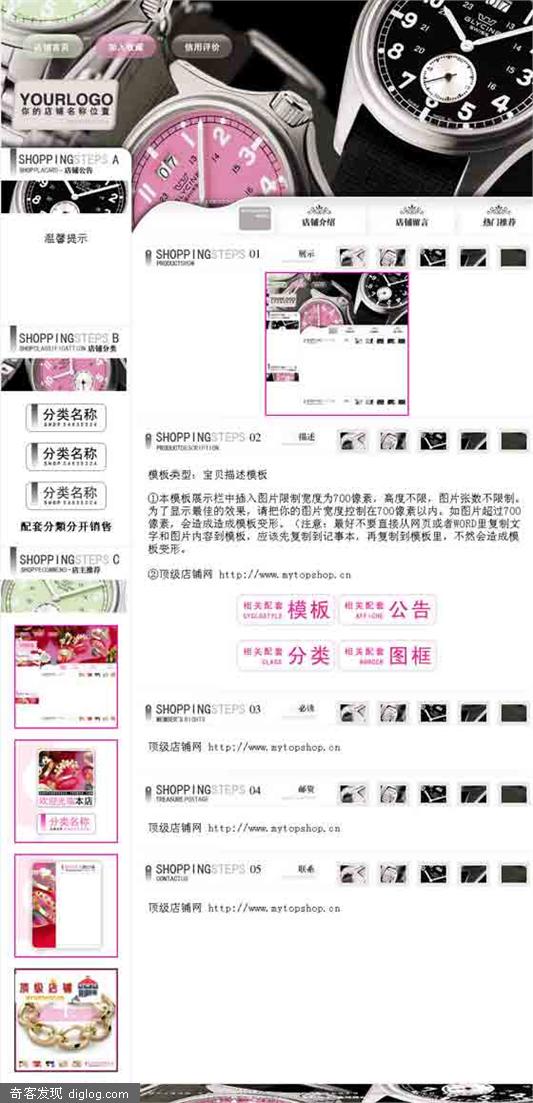 店铺首页
加入收藏
信用评价
GLYCINE
YOURLOGO
你的店铺名称位置
SHOPPINGSTEPS A
SHOPLACARD - 店铺公告
温馨提示
SHOPPINGSTEPS B
SHOPCLASSIFICATTION 店铺分类
分类名称
分类名称
分类名称
配套分類分开销售
SHOPPINGSTEPS C
SHOPPECOMMEND - 店主推荐
欢迎光临本店
分类名称
顶级店铺
店铺介绍
店铺留言
热门推荐
SHOPPINGSTEPS 01 展示
PRODUCTSHOW
SHOPPINGSTEPS 02 描述
PRODUCTDESCRIPTION
模板类型：宝贝描述模板
①本模板展示栏中插入图片限制宽度为700像素，高度不限，图片张数不限制。
为了显示最佳的效果，请把你的图片宽度控制在700像素以内。如图片超过700
像素，会造成造成模板变形。（注意：最好不要直接从网页或者WORD里复制文
字和图片内容到模板，应该先复制到记事本，再复制到模板里，不然会造成模
板变形。
②顶级店铺网 http://www.mytopshop.cn
相关配套 模板 相关配套 公告
相关配套 分类 相关配套 图框
SHOPPINGSTEPS 03 必读
MEMBER'S RIGHTS
顶级店铺网 http://www.mytopshop.cn
SHOPPINGSTEPS 04 邮资
TREASURE POSTAGE
顶级店铺网 http://www.mytopshop.cn
SHOPPINGSTEPS 05 联系
CONTACT US
顶级店铺网 http://www.mytopshop.cn
奇客发现 diglog.com